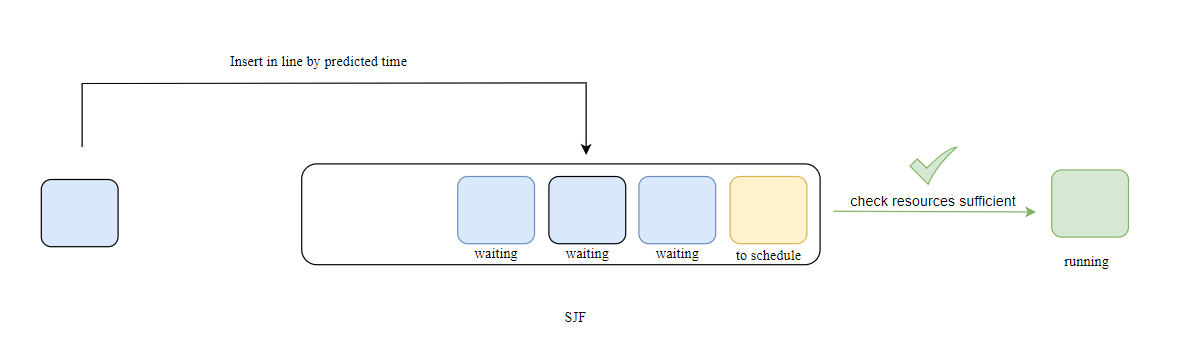 Insert in line by predicted time
check resources sufficient
waiting
waiting
waiting
to schedule
running
SJF